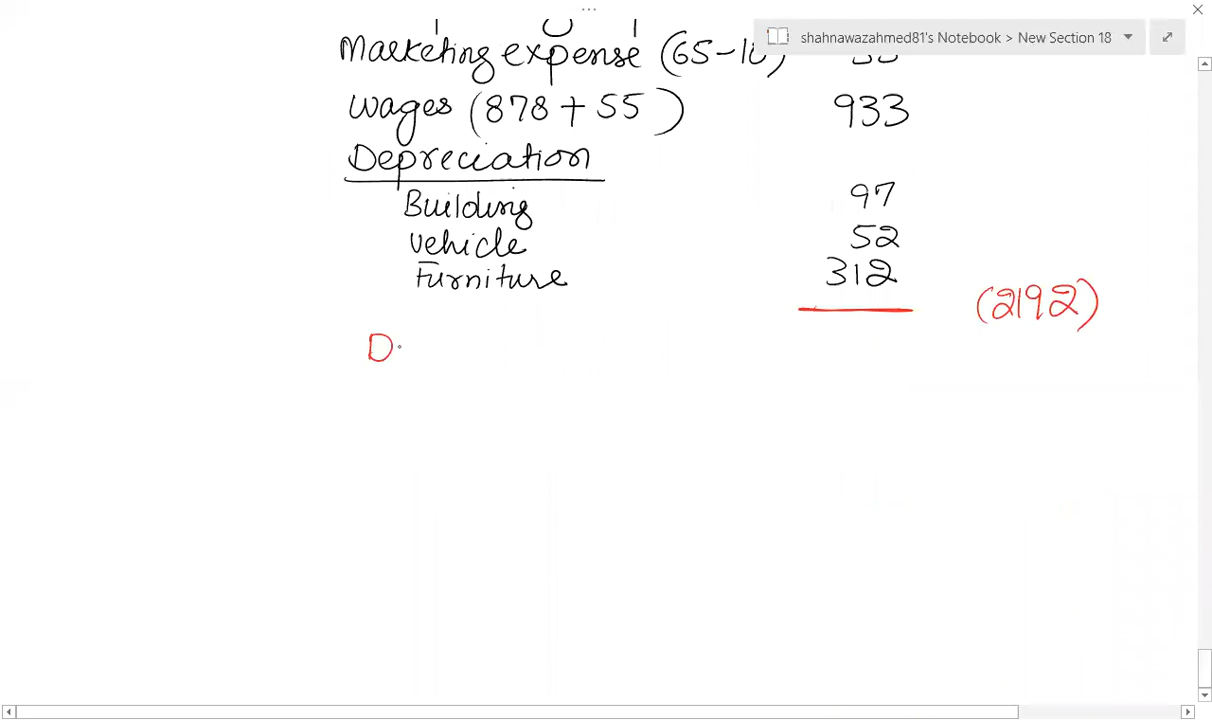 shahnawazahmed81's Notebook > New Section 18
Marketing expense (65-10)
wages (878 + 55) 933
Depreciation
Building 97
vehicle 52
Furniture 312
(2192)
D